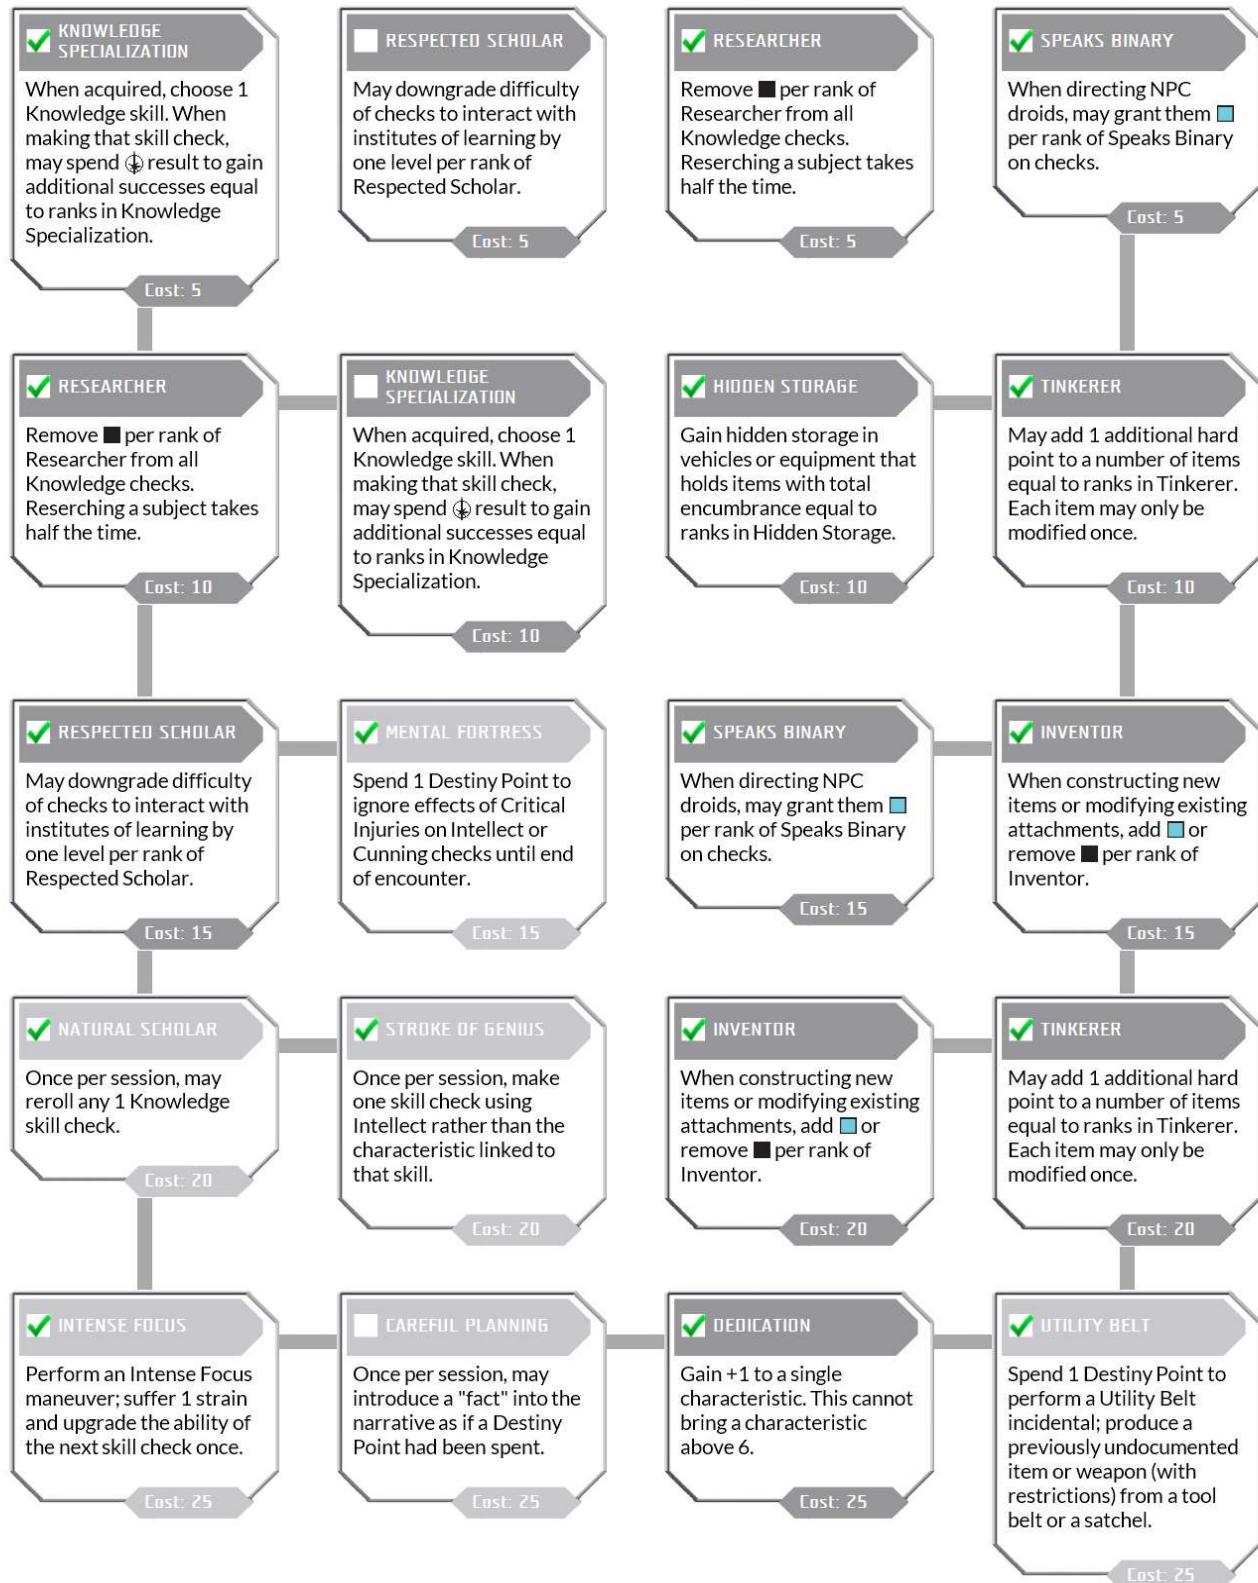 KNOWLEDGE
SPECIALIZATION
When acquired, choose 1
Knowledge skill. When
making that skill check,
may spend result to gain
additional successes equal
to ranks in Knowledge
Specialization.
Cost: 5
RESPECTED SCHOLAR
May downgrade difficulty
of checks to interact with
institutes of learning by
one level per rank of
Respected Scholar.
Cost: 5
RESEARCHER
Remove per rank of
Researcher from all
Knowledge checks.
Reserching a subject takes
half the time.
Cost: 5
SPEAKS BINARY
When directing NPC
droids, may grant them
per rank of Speaks Binary
on checks.
Cost: 5
RESEARCHER
Remove per rank of
Researcher from all
Knowledge checks.
Reserching a subject takes
half the time.
Cost: 10
KNOWLEDGE
SPECIALIZATION
When acquired, choose 1
Knowledge skill. When
making that skill check,
may spend result to gain
additional successes equal
to ranks in Knowledge
Specialization.
Cost: 10
HIDDEN STORAGE
Gain hidden storage in
vehicles or equipment that
holds items with total
encumbrance equal to
ranks in Hidden Storage.
Cost: 10
TINKERER
May add 1 additional hard
point to a number of items
equal to ranks in Tinkerer.
Each item may only be
modified once.
Cost: 10
RESPECTED SCHOLAR
May downgrade difficulty
of checks to interact with
institutes of learning by
one level per rank of
Respected Scholar.
Cost: 15
MENTAL FORTRESS
Spend 1 Destiny Point to
ignore effects of Critical
Injuries on Intellect or
Cunning checks until end
of encounter.
Cost: 15
SPEAKS BINARY
When directing NPC
droids, may grant them
per rank of Speaks Binary
on checks.
Cost: 15
INVENTOR
When constructing new
items or modifying existing
attachments, add or
remove per rank of
Inventor.
Cost: 15
NATURAL SCHOLAR
Once per session, may
reroll any 1 Knowledge
skill check.
Cost: 20
STROKE OF GENIUS
Once per session, make
one skill check using
Intellect rather than the
characteristic linked to
that skill.
Cost: 20
INVENTOR
When constructing new
items or modifying existing
attachments, add or
remove per rank of
Inventor.
Cost: 20
TINKERER
May add 1 additional hard
point to a number of items
equal to ranks in Tinkerer.
Each item may only be
modified once.
Cost: 20
INTENSE FOCUS
Perform an Intense Focus
maneuver; suffer 1 strain
and upgrade the ability of
the next skill check once.
Cost: 25
CAREFUL PLANNING
Once per session, may
introduce a "fact" into the
narrative as if a Destiny
Point had been spent.
Cost: 25
DEDICATION
Gain +1 to a single
characteristic. This cannot
bring a characteristic
above 6.
Cost: 25
UTILITY BELT
Spend 1 Destiny Point to
perform a Utility Belt
incidental; produce a
previously undocumented
item or weapon (with
restrictions) from a tool
belt or a satchel.
Cost: 25